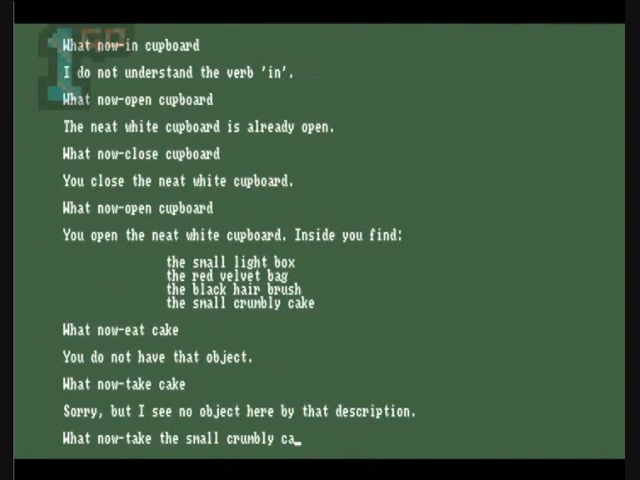 1
SP
What now-in cupboard
I do not understand the verb 'in'.
What now-open cupboard
The neat white cupboard is already open.
What now-close cupboard
You close the neat white cupboard.
What now-open cupboard
You open the neat white cupboard. Inside you find:
the small light box
the red velvet bag
the black hair brush
the small crumbly cake
What now-eat cake
You do not have that object.
What now-take cake
Sorry, but I see no object here by that description.
What now-take the small crumbly ca_